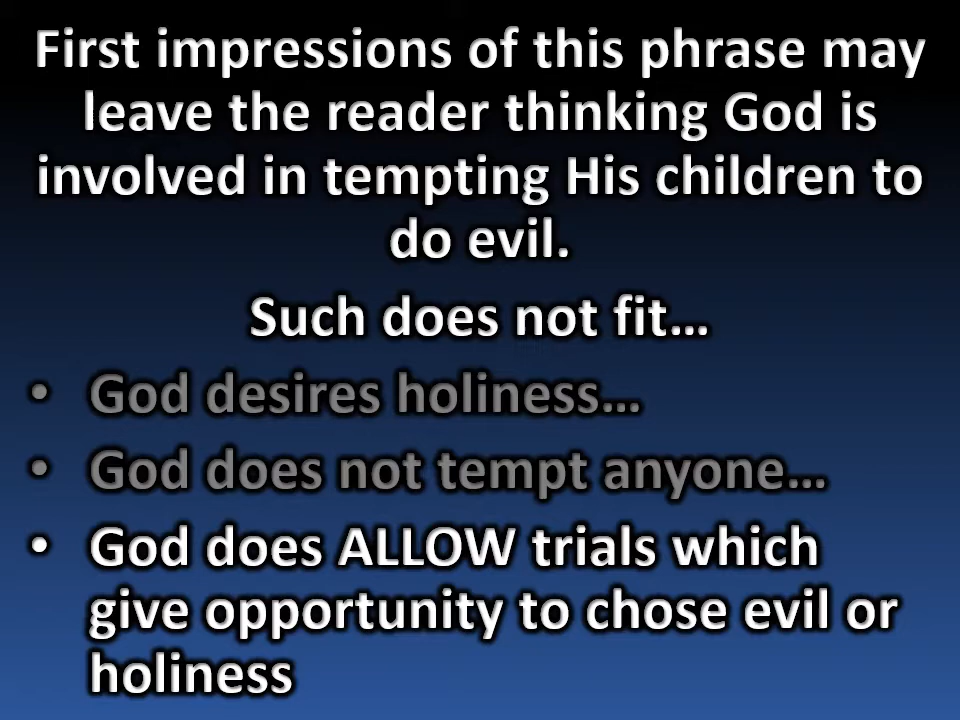 First impressions of this phrase may
leave the reader thinking God is
involved in tempting His children to
do evil.
Such does not fit…
• God desires holiness…
• God does not tempt anyone…
• God does ALLOW trials which
give opportunity to chose evil or
holiness